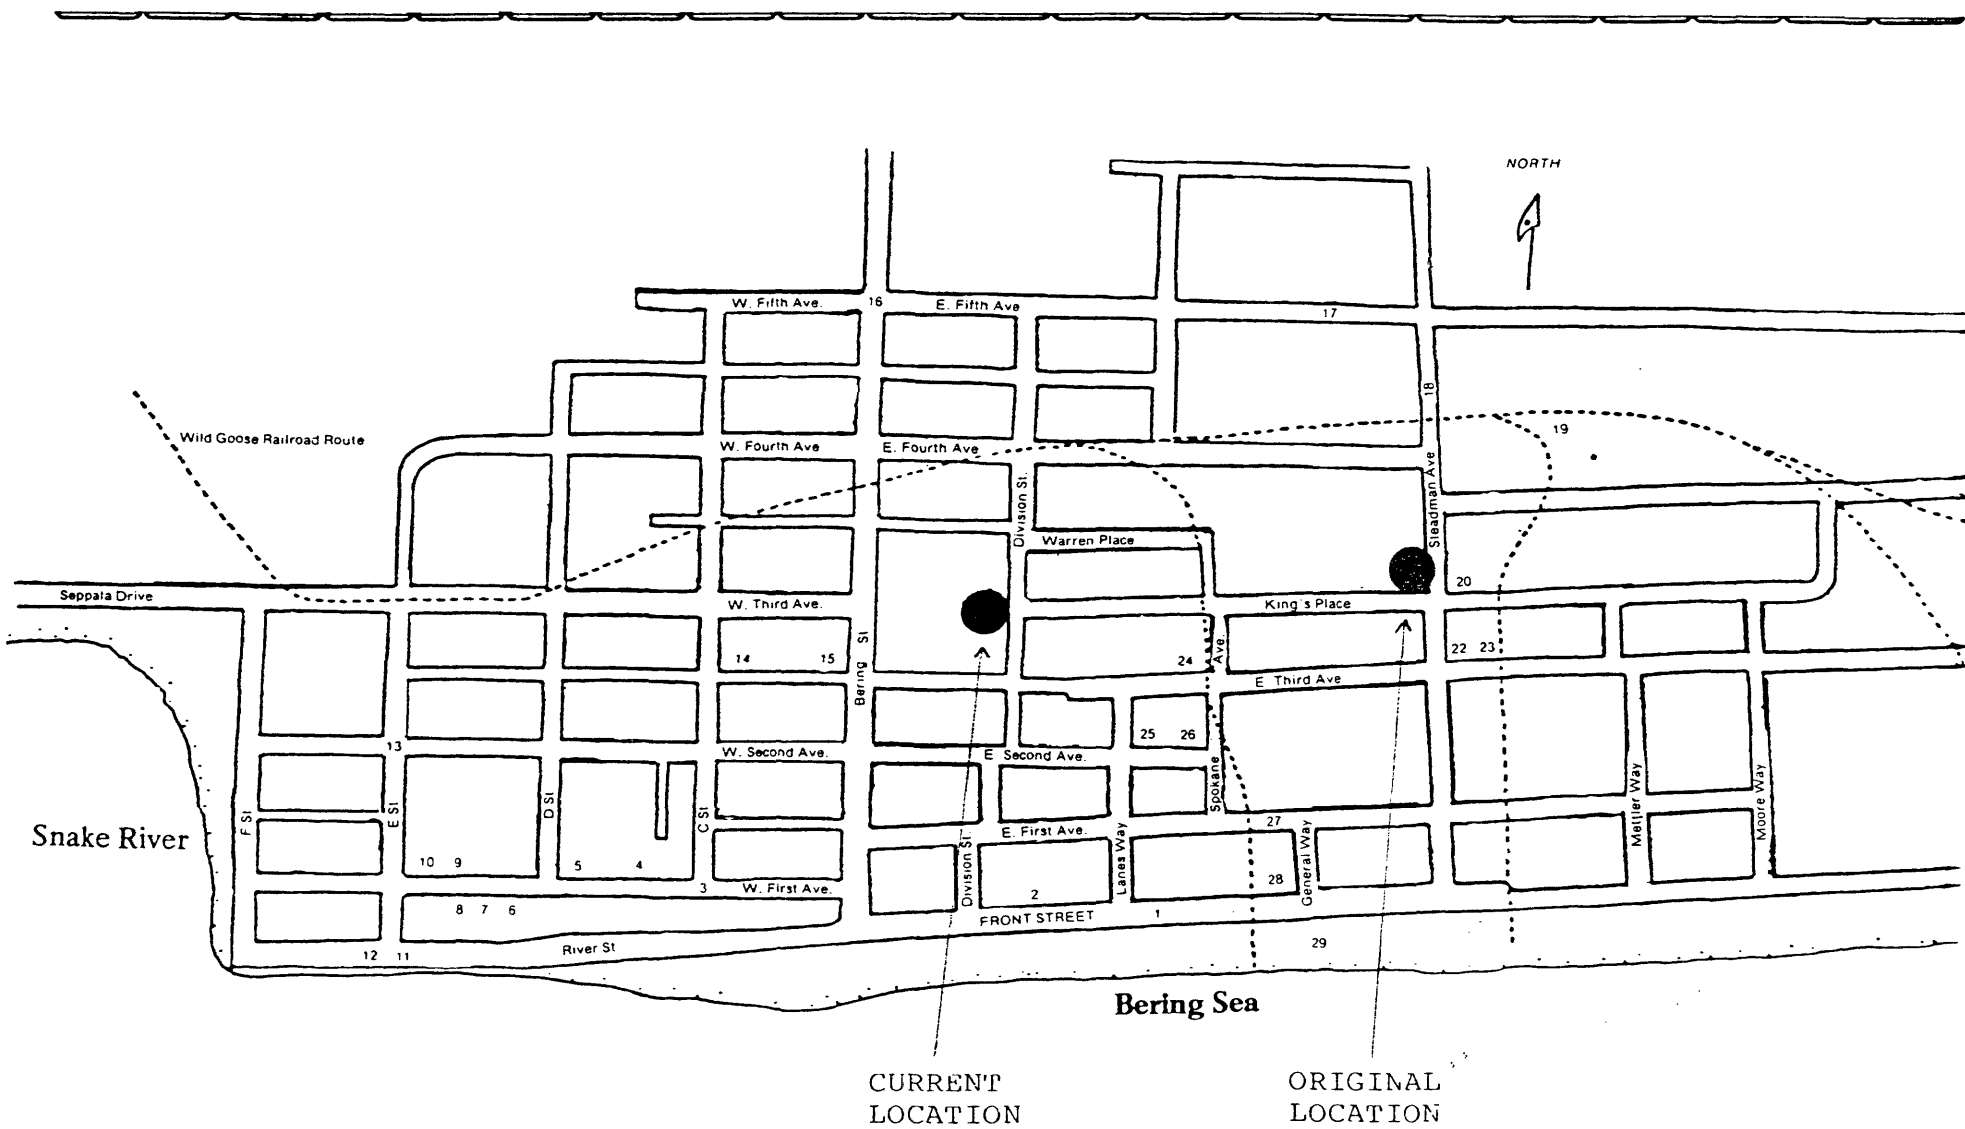 NORTH
W. Fifth Ave.
16
E. Fifth Ave
17
18
Wild Goose Railroad Route
W. Fourth Ave
E. Fourth Ave
19
Steadman Ave
Division St.
Warren Place
20
Seppala Drive
W. Third Ave.
King's Place
14
15
Bering St
24
Ave.
22 23
E Third Ave
13
W. Second Ave.
E Second Ave.
25 26
Spokane
F St
E St
D St
C St
Snake River
E. First Ave.
27
Mettler Way
Moore Way
10 9
5
4
3
W. First Ave.
Division St.
Lanes Way
General Way
28
2
8 7 6
FRONT STREET
1
River St
29
12 11
Bering Sea
CURRENT
LOCATION
ORIGINAL
LOCATION